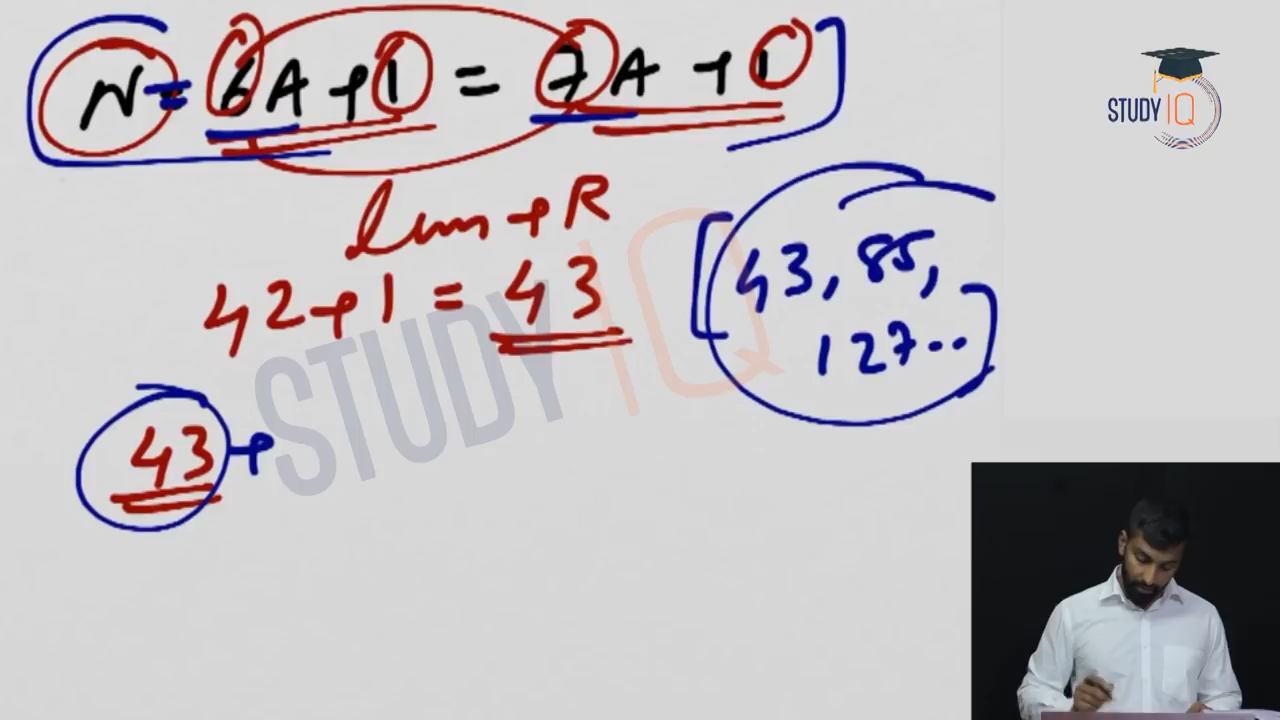 N = 6A + 1 = 7A + 1
STUDY IQ
lcm + R
42 + 1 = 43
43, 85,
127..
STUDY IQ
43 +